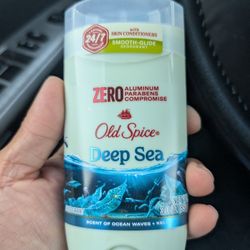 24/7
WITH
SKIN CONDITIONERS
SMOOTH-GLIDE
DEODORANT
ZERO ALUMINUM
PARABENS
COMPROMISE
Old Spice®
Deep Sea
SCENT OF OCEAN WAVES +